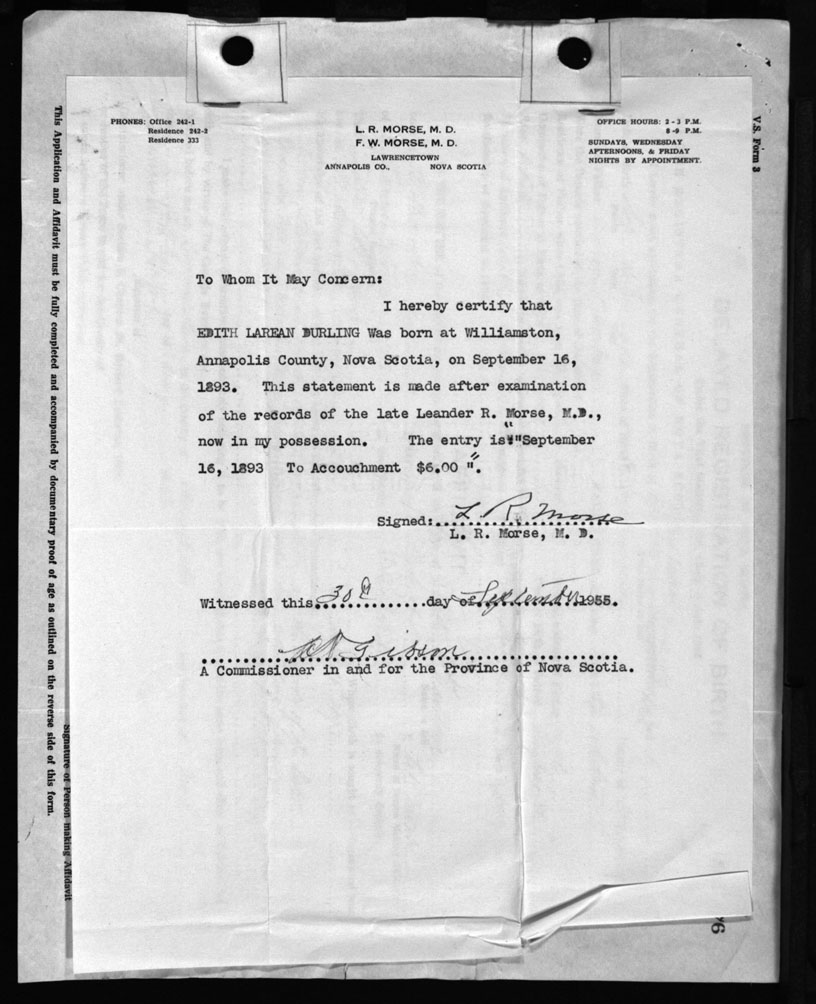 PHONES: Office 242-1
Residence 242-2
Residence 333
L. R. MORSE, M. D.
F. W. MORSE, M. D.
LAWRENCETOWN
ANNAPOLIS CO., NOVA SCOTIA
OFFICE HOURS: 2 - 3 P.M.
8 -9 P.M.
SUNDAYS, WEDNESDAY
AFTERNOONS, & FRIDAY
NIGHTS BY APPOINTMENT.
To Whom It May Concern:
I hereby certify that
EDITH LAREAN DURLING Was born at Williamston,
Annapolis County, Nova Scotia, on September 16,
1893. This statement is made after examination
of the records of the late Leander R. Morse, M.D.,
now in my possession. The entry is "September
16, 1893 To Accouchment $6.00 ".
Signed: L R Morse
L. R. Morse, M. D.
Witnessed this 30th day of September 1955.
Gibson
A Commissioner in and for the Province of Nova Scotia.
V.S. Form 3
This Application and Affidavit must be fully completed and accompanied by documentary proof of age as outlined on the reverse side of this form.
Signature of Person making Affidavit